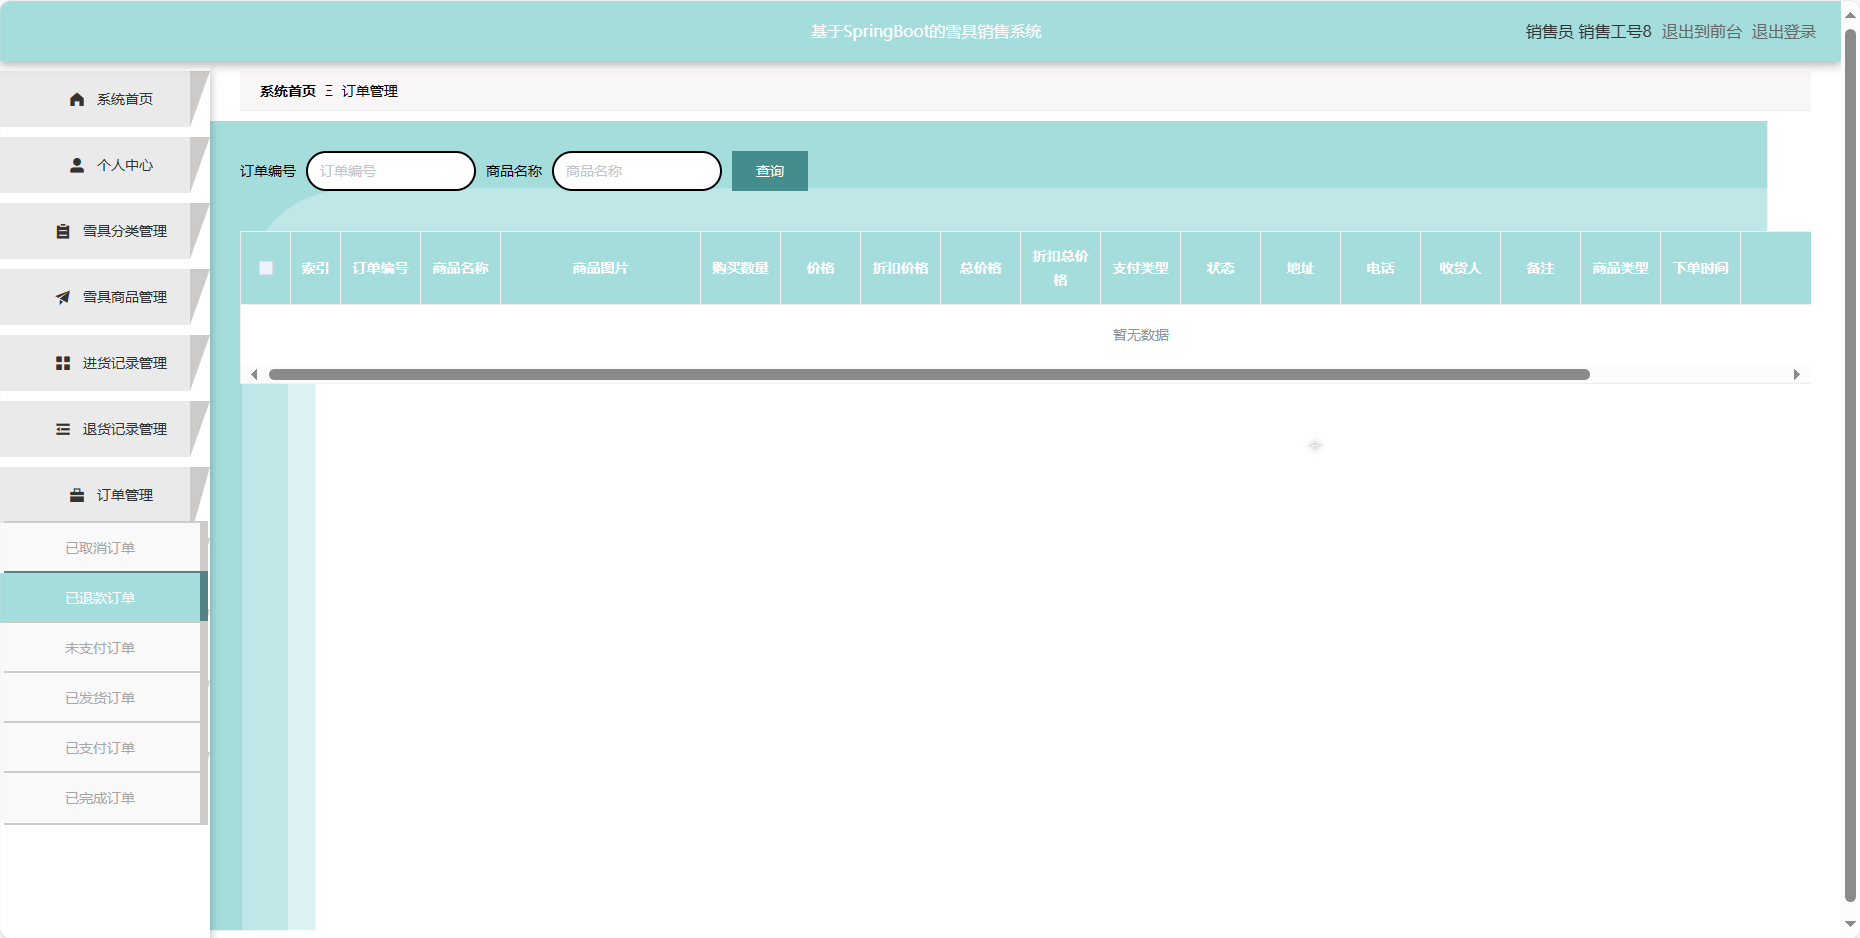 基于SpringBoot的雪具销售系统
销售员 销售工号8 退出到前台 退出登录
系统首页
个人中心
雪具分类管理
雪具商品管理
进货记录管理
退货记录管理
订单管理
已取消订单
已退款订单
未支付订单
已发货订单
已支付订单
已完成订单
系统首页 Ξ 订单管理
订单编号 订单编号 商品名称 商品名称 查询
索引 订单编号 商品名称 商品图片 购买数量 价格 折扣价格 总价格 折扣总价格 支付类型 状态 地址 电话 收货人 备注 商品类型 下单时间
暂无数据